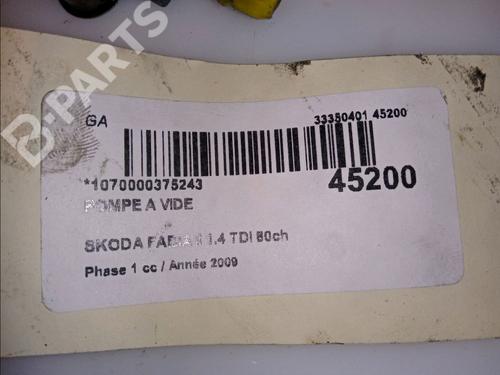 B-PARTS
GA
33350401 45200
*1070000375243
45200
POMPE A VIDE
SKODA FABIA 1.4 TDI 80ch
Phase 1 cc / Année 2009